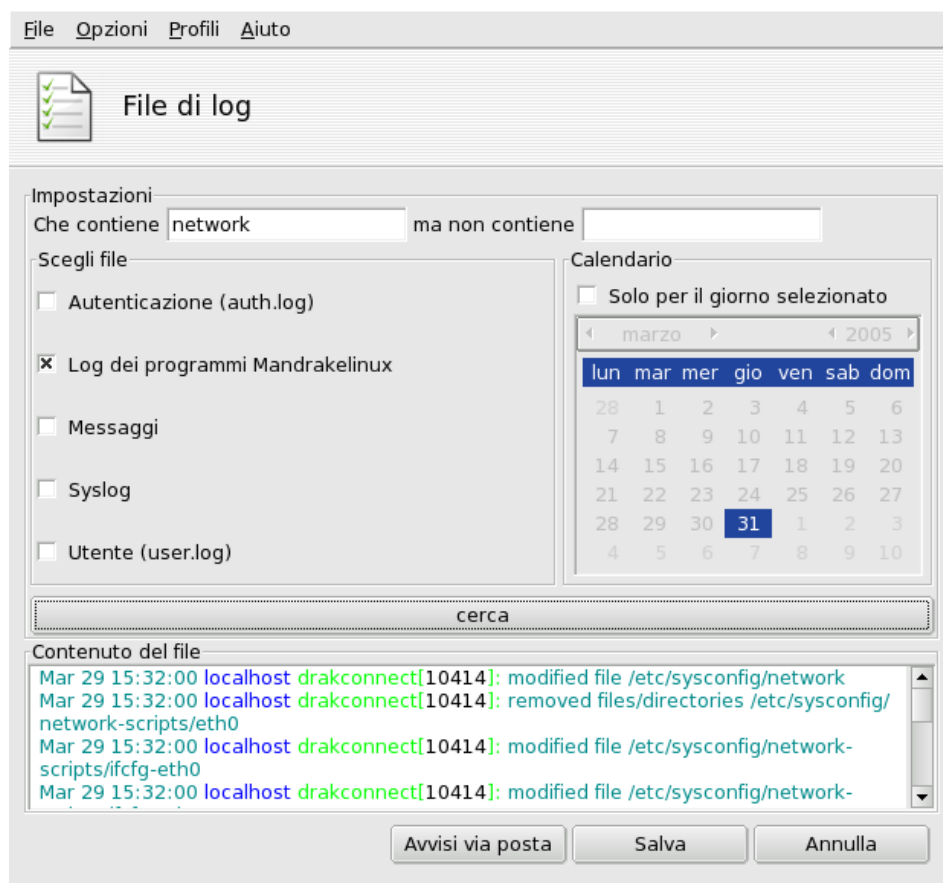 File Opzioni Profili Aiuto
File di log
Impostazioni
Che contiene network ma non contiene
Scegli file
Autenticazione (auth.log)
Log dei programmi Mandrakelinux
Messaggi
Syslog
Utente (user.log)
Calendario
Solo per il giorno selezionato
marzo 2005
lun mar mer gio ven sab dom
28 1 2 3 4 5 6
7 8 9 10 11 12 13
14 15 16 17 18 19 20
21 22 23 24 25 26 27
28 29 30 31 1 2 3
4 5 6 7 8 9 10
cerca
Contenuto del file
Mar 29 15:32:00 localhost drakconnect[10414]: modified file /etc/sysconfig/network
Mar 29 15:32:00 localhost drakconnect[10414]: removed files/directories /etc/sysconfig/
network-scripts/eth0
Mar 29 15:32:00 localhost drakconnect[10414]: modified file /etc/sysconfig/network-
scripts/ifcfg-eth0
Mar 29 15:32:00 localhost drakconnect[10414]: modified file /etc/sysconfig/network-
Avvisi via posta Salva Annulla